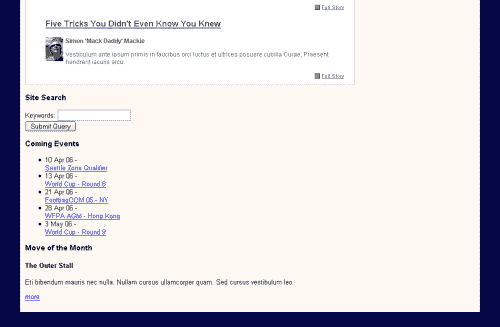 Full Story
Five Tricks You Didn't Even Know You Knew
Simon 'Mack Daddy' Mackie
Vestibulum ante ipsum primis in faucibus orci luctus et ultrices posuere cubilia Curae; Praesent
hendrerit iaculis arcu.
Full Story
Site Search
Keywords:
Submit Query
Coming Events
10 Apr 06 -
Seattle Zone Qualifier
13 Apr 06 -
World Cup - Round 8
21 Apr 06 -
FootbagCOM 05 - NY
26 Apr 06 -
WFPA AGM - Hong Kong
3 May 06 -
World Cup - Round 9
Move of the Month
The Outer Stall
Eti bibendum mauris nec nulla. Nullam cursus ullamcorper quam. Sed cursus vestibulum leo.
more